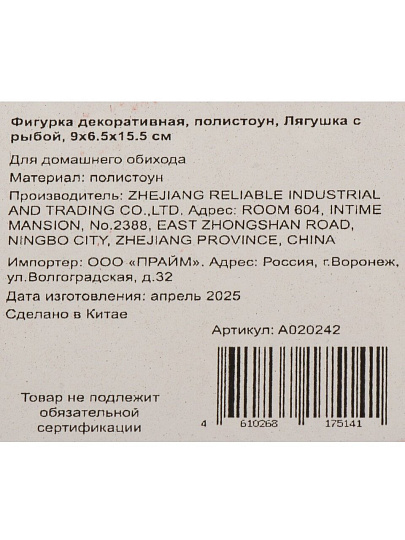 Фигурка декоративная, полистоун, Лягушка с
рыбой, 9х6.5х15.5 см
Для домашнего обихода
Материал: полистоун
Производитель: ZHEJIANG RELIABLE INDUSTRIAL
AND TRADING CO.,LTD. Адрес: ROOM 604, INTIME
MANSION, No.2388, EAST ZHONGSHAN ROAD,
NINGBO CITY, ZHEJIANG PROVINCE, CHINA
Импортер: ООО «ПРАЙМ». Адрес: Россия, г.Воронеж,
ул.Волгоградская, д.32
Дата изготовления: апрель 2025
Сделано в Китае
Артикул: A020242
Товар не подлежит
обязательной
сертификации
4 610268 175141